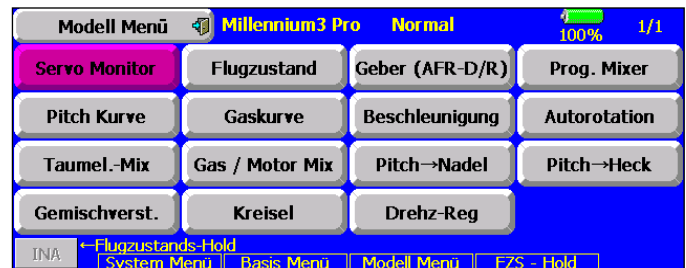 Modell Menü Millennium3 Pro Normal 100% 1/1
Servo Monitor Flugzustand Geber (AFR-D/R) Prog. Mixer
Pitch Kurve Gaskurve Beschleunigung Autorotation
Taumel.-Mix Gas / Motor Mix Pitch→Nadel Pitch→Heck
Gemischverst. Kreisel Drehz-Reg
INA ←Flugzustands-Hold
System Menü Basis Menü Modell Menü FZS - Hold